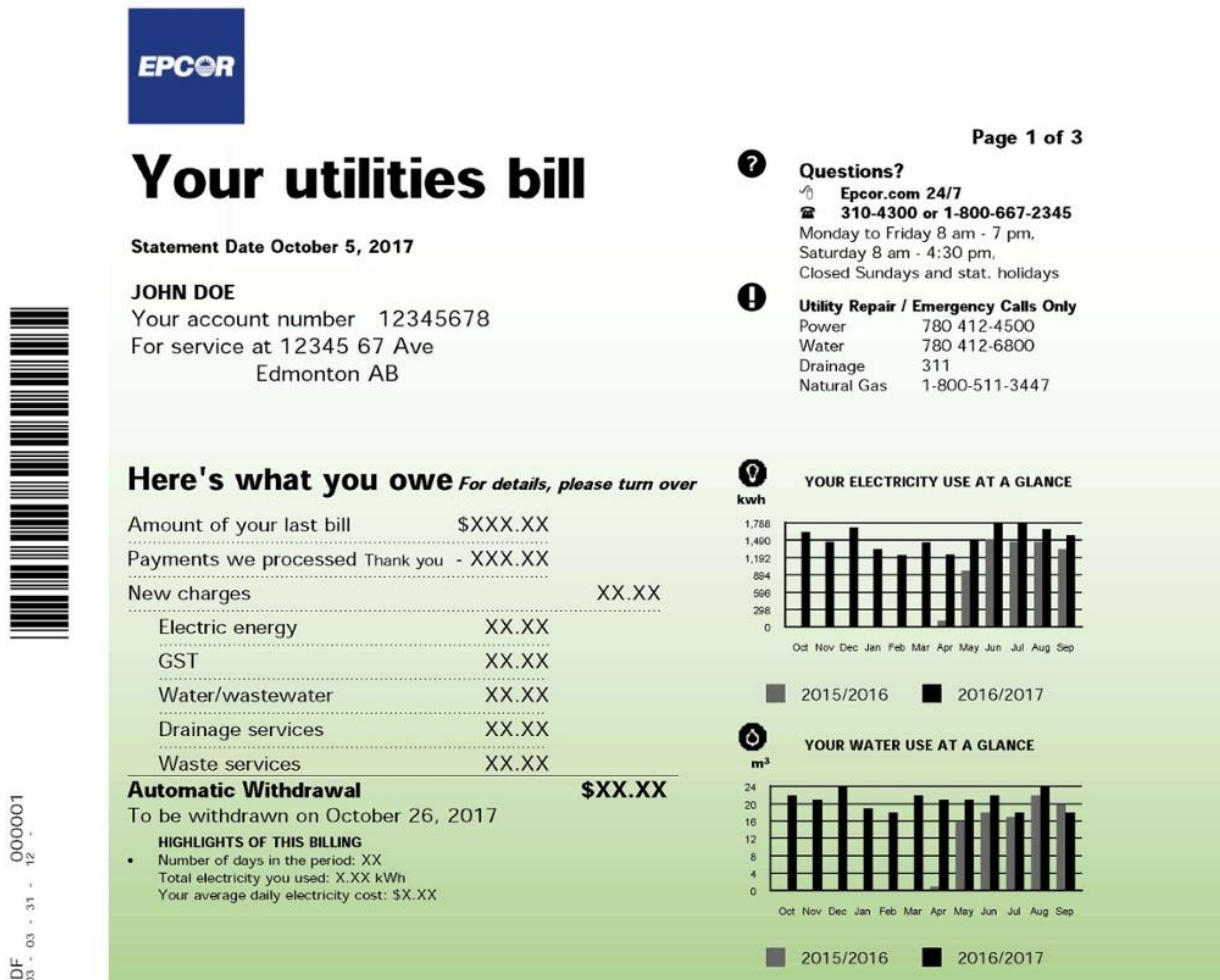 EPCOR
Page 1 of 3
Your utilities bill
Statement Date October 5, 2017
JOHN DOE
Your account number 12345678
For service at 12345 67 Ave
Edmonton AB
Questions?
Epcor.com 24/7
310-4300 or 1-800-667-2345
Monday to Friday 8 am - 7 pm,
Saturday 8 am - 4:30 pm,
Closed Sundays and stat. holidays
Utility Repair / Emergency Calls Only
Power 780 412-4500
Water 780 412-6800
Drainage 311
Natural Gas 1-800-511-3447
Here's what you owe For details, please turn over
Amount of your last bill $XXX.XX
Payments we processed Thank you - XXX.XX
New charges XX.XX
Electric energy XX.XX
GST XX.XX
Water/wastewater XX.XX
Drainage services XX.XX
Waste services XX.XX
Automatic Withdrawal $XX.XX
To be withdrawn on October 26, 2017
HIGHLIGHTS OF THIS BILLING
• Number of days in the period: XX
Total electricity you used: X.XX kWh
Your average daily electricity cost: $X.XX
YOUR ELECTRICITY USE AT A GLANCE
kwh
1,788
1,490
1,192
894
596
298
0
Oct Nov Dec Jan Feb Mar Apr May Jun Jul Aug Sep
2015/2016 2016/2017
YOUR WATER USE AT A GLANCE
m³
24
20
16
12
8
4
0
Oct Nov Dec Jan Feb Mar Apr May Jun Jul Aug Sep
2015/2016 2016/2017
000001
03 - 31 - 12 -